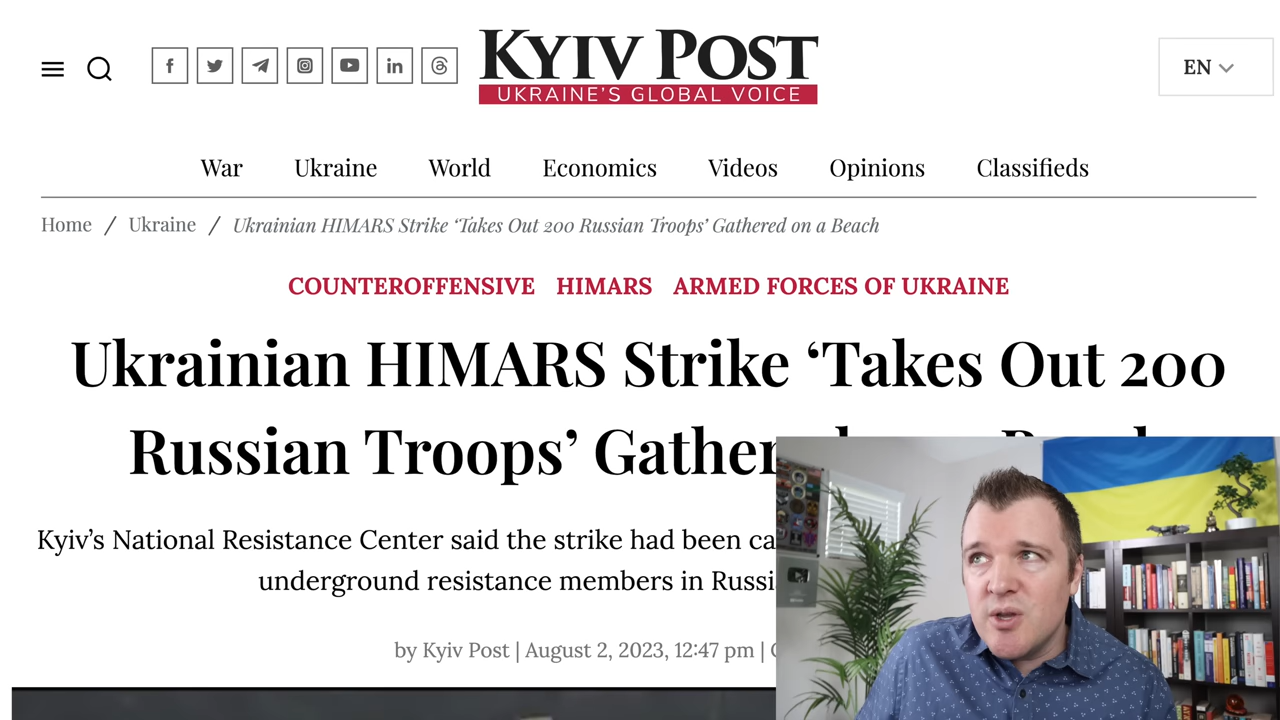 KYIV POST
UKRAINE'S GLOBAL VOICE
EN
War Ukraine World Economics Videos Opinions Classifieds
Home / Ukraine / Ukrainian HIMARS Strike ‘Takes Out 200 Russian Troops’ Gathered on a Beach
COUNTEROFFENSIVE HIMARS ARMED FORCES OF UKRAINE
Ukrainian HIMARS Strike ‘Takes Out 200
Russian Troops’
Kyiv’s National Resistance Center said the strike had been
underground resistance members in
by Kyiv Post | August 2, 2023, 12:47 pm |